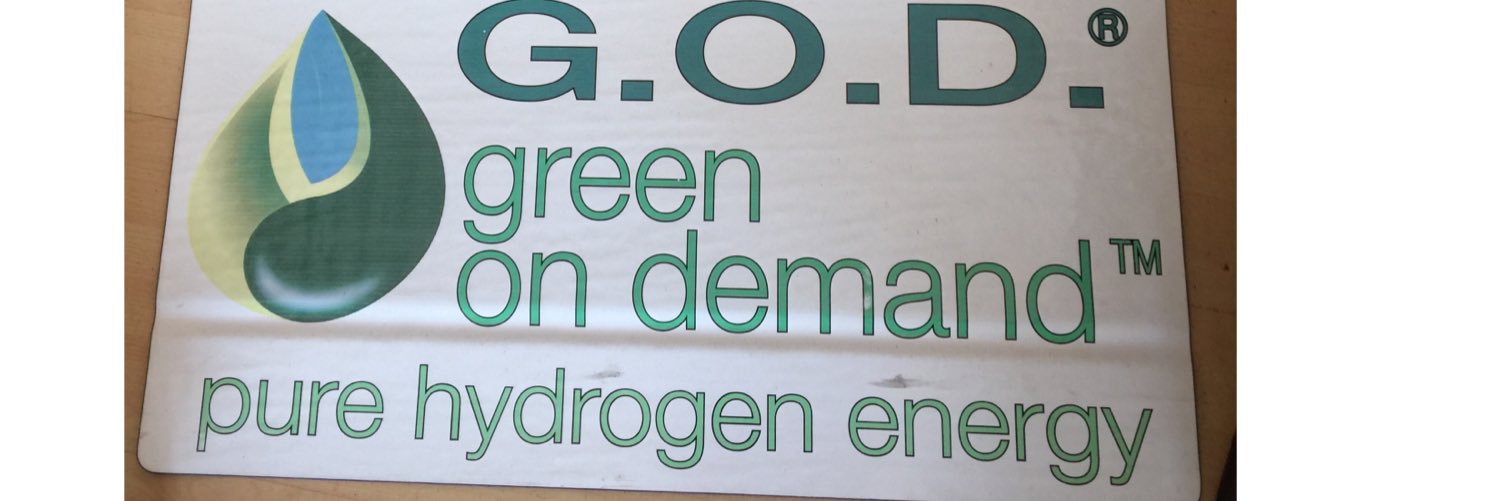 G.O.D.®
green
on demand™
pure hydrogen energy